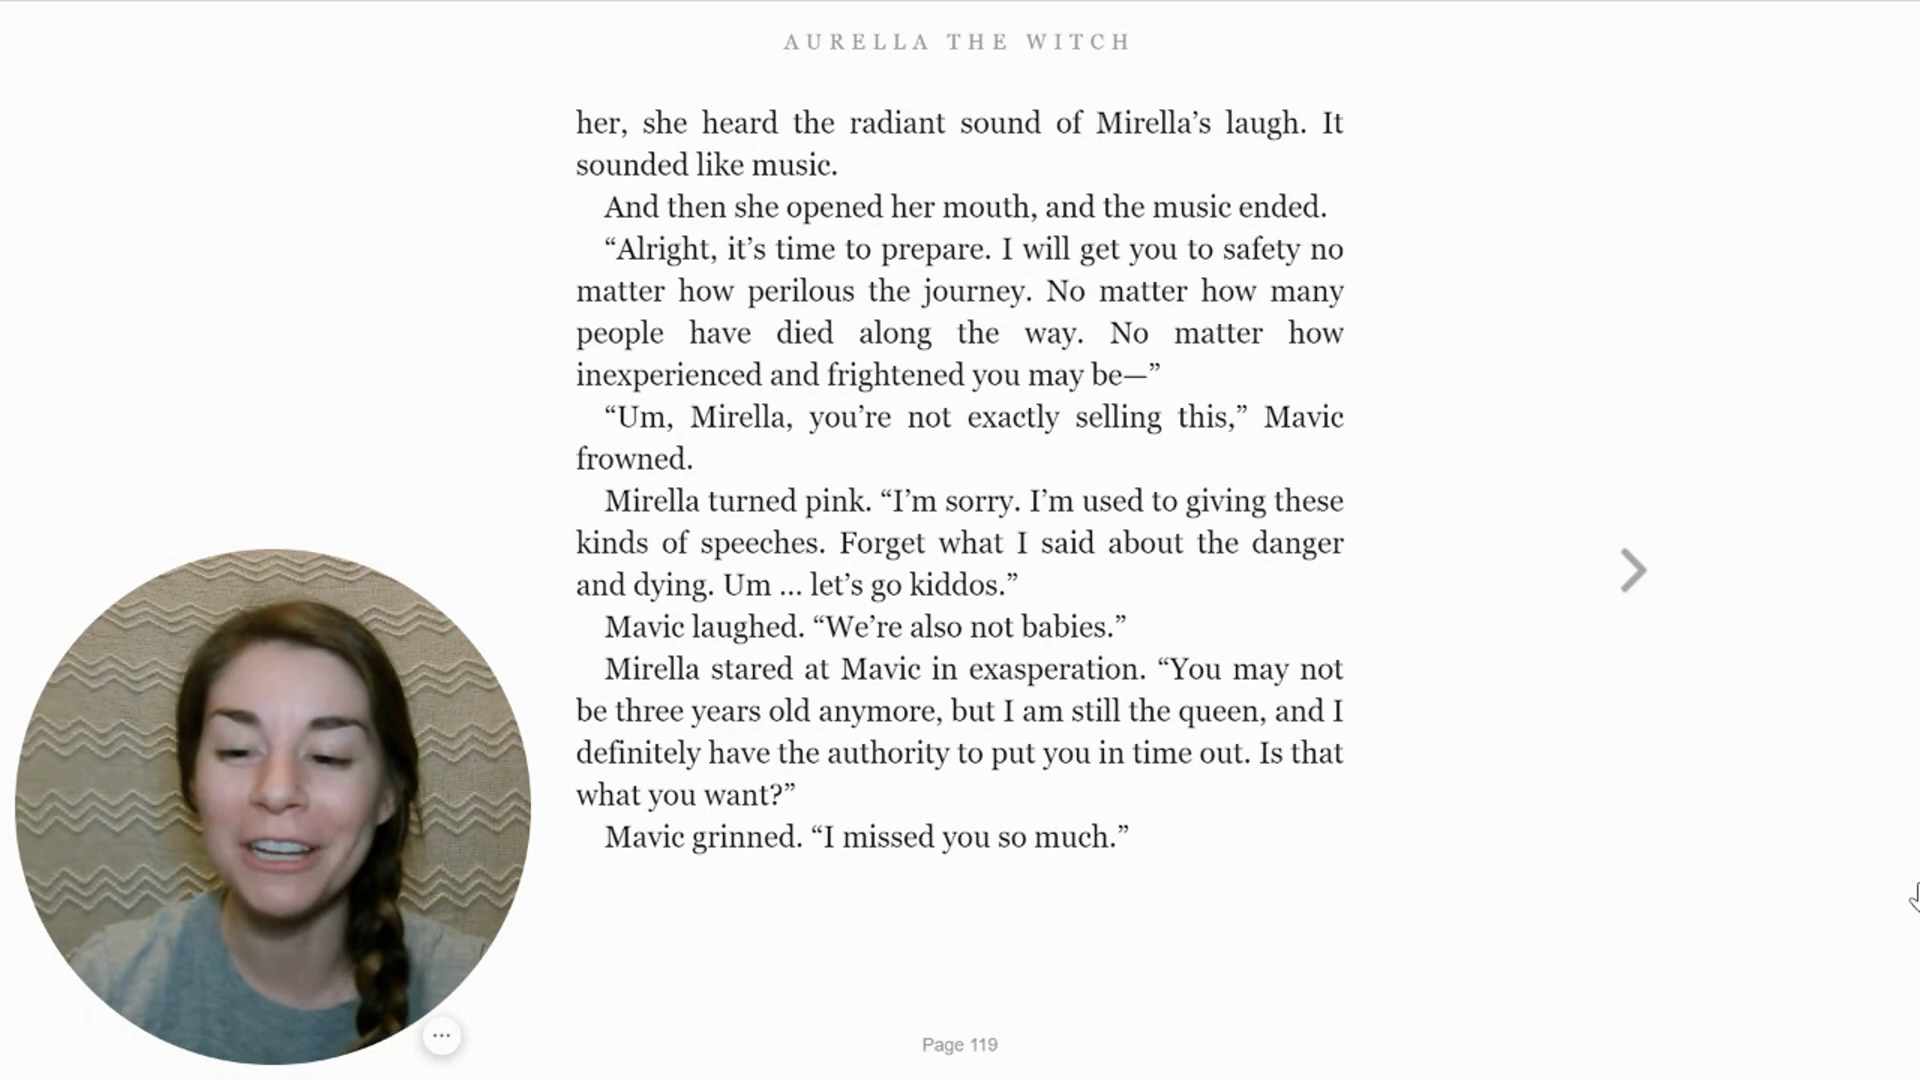 AURELLA THE WITCH
her, she heard the radiant sound of Mirella’s laugh. It
sounded like music.
And then she opened her mouth, and the music ended.
“Alright, it’s time to prepare. I will get you to safety no
matter how perilous the journey. No matter how many
people have died along the way. No matter how
inexperienced and frightened you may be—”
“Um, Mirella, you’re not exactly selling this,” Mavic
frowned.
Mirella turned pink. “I’m sorry. I’m used to giving these
kinds of speeches. Forget what I said about the danger
and dying. Um ... let’s go kiddos.”
Mavic laughed. “We’re also not babies.”
Mirella stared at Mavic in exasperation. “You may not
be three years old anymore, but I am still the queen, and I
definitely have the authority to put you in time out. Is that
what you want?”
Mavic grinned. “I missed you so much.”
Page 119